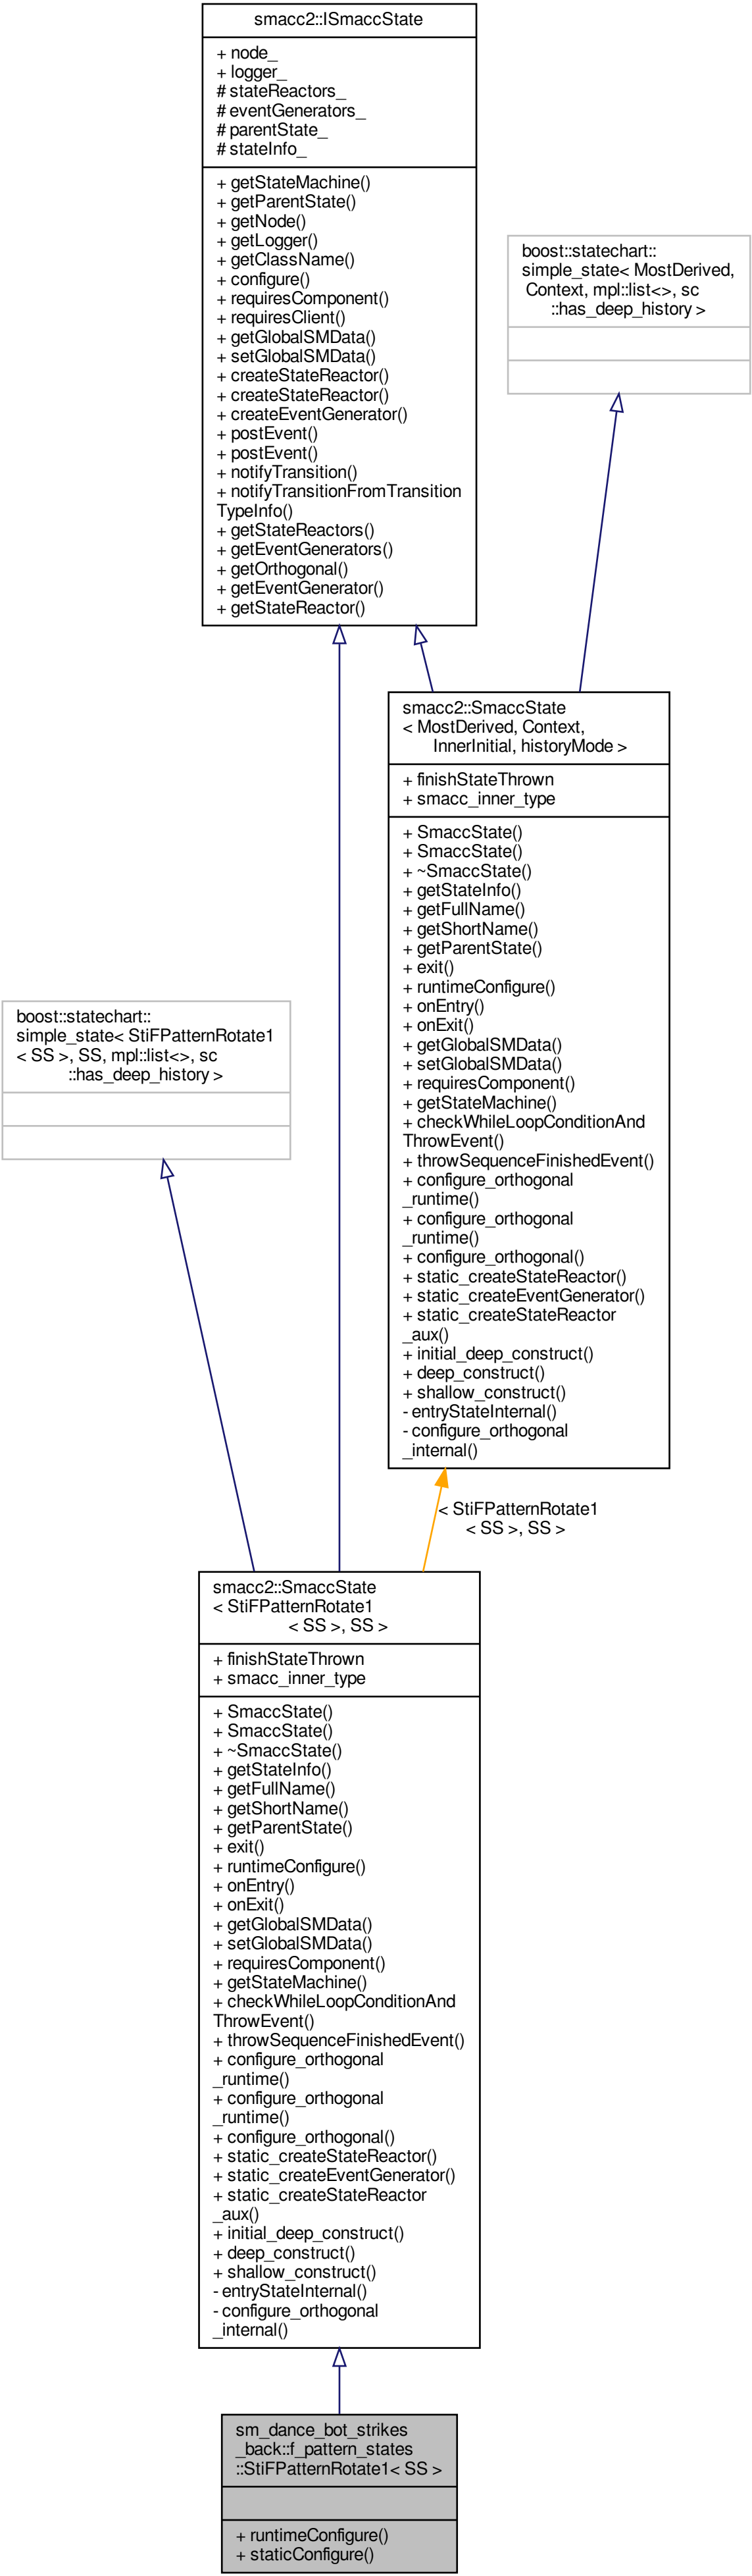 smacc2::ISmaccState
+ node_
+ logger_
# stateReactors_
# eventGenerators_
# parentState_
# stateInfo_
+ getStateMachine()
+ getParentState()
+ getNode()
+ getLogger()
+ getClassName()
+ configure()
+ requiresComponent()
+ requiresClient()
+ getGlobalSMData()
+ setGlobalSMData()
+ createStateReactor()
+ createStateReactor()
+ createEventGenerator()
+ postEvent()
+ postEvent()
+ notifyTransition()
+ notifyTransitionFromTransition
TypeInfo()
+ getStateReactors()
+ getEventGenerators()
+ getOrthogonal()
+ getEventGenerator()
+ getStateReactor()
boost::statechart::
simple_state< MostDerived,
Context, mpl::list<>, sc
::has_deep_history >
smacc2::SmaccState
< MostDerived, Context,
InnerInitial, historyMode >
+ finishStateThrown
+ smacc_inner_type
+ SmaccState()
+ SmaccState()
+ ~SmaccState()
+ getStateInfo()
+ getFullName()
+ getShortName()
+ getParentState()
+ exit()
+ runtimeConfigure()
+ onEntry()
+ onExit()
+ getGlobalSMData()
+ setGlobalSMData()
+ requiresComponent()
+ getStateMachine()
+ checkWhileLoopConditionAnd
ThrowEvent()
+ throwSequenceFinishedEvent()
+ configure_orthogonal
_runtime()
+ configure_orthogonal
_runtime()
+ configure_orthogonal()
+ static_createStateReactor()
+ static_createEventGenerator()
+ static_createStateReactor
_aux()
+ initial_deep_construct()
+ deep_construct()
+ shallow_construct()
- entryStateInternal()
- configure_orthogonal
_internal()
boost::statechart::
simple_state< StiFPatternRotate1
< SS >, SS, mpl::list<>, sc
::has_deep_history >
< StiFPatternRotate1
< SS >, SS >
smacc2::SmaccState
< StiFPatternRotate1
< SS >, SS >
+ finishStateThrown
+ smacc_inner_type
+ SmaccState()
+ SmaccState()
+ ~SmaccState()
+ getStateInfo()
+ getFullName()
+ getShortName()
+ getParentState()
+ exit()
+ runtimeConfigure()
+ onEntry()
+ onExit()
+ getGlobalSMData()
+ setGlobalSMData()
+ requiresComponent()
+ getStateMachine()
+ checkWhileLoopConditionAnd
ThrowEvent()
+ throwSequenceFinishedEvent()
+ configure_orthogonal
_runtime()
+ configure_orthogonal
_runtime()
+ configure_orthogonal()
+ static_createStateReactor()
+ static_createEventGenerator()
+ static_createStateReactor
_aux()
+ initial_deep_construct()
+ deep_construct()
+ shallow_construct()
- entryStateInternal()
- configure_orthogonal
_internal()
sm_dance_bot_strikes
_back::f_pattern_states
::StiFPatternRotate1< SS >
+ runtimeConfigure()
+ staticConfigure()